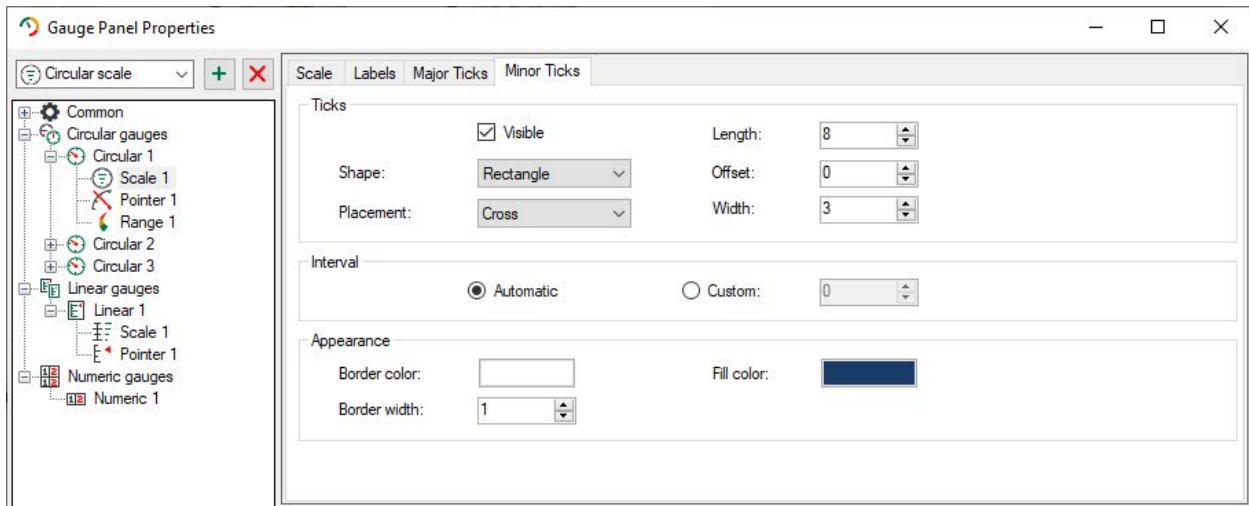 Gauge Panel Properties
Circular scale
Common
Circular gauges
Circular 1
Scale 1
Pointer 1
Range 1
Circular 2
Circular 3
Linear gauges
Linear 1
Scale 1
Pointer 1
Numeric gauges
Numeric 1
Scale Labels Major Ticks Minor Ticks
Ticks
Visible Length: 8
Shape: Rectangle Offset: 0
Placement: Cross Width: 3
Interval
Automatic Custom: 0
Appearance
Border color: Fill color:
Border width: 1